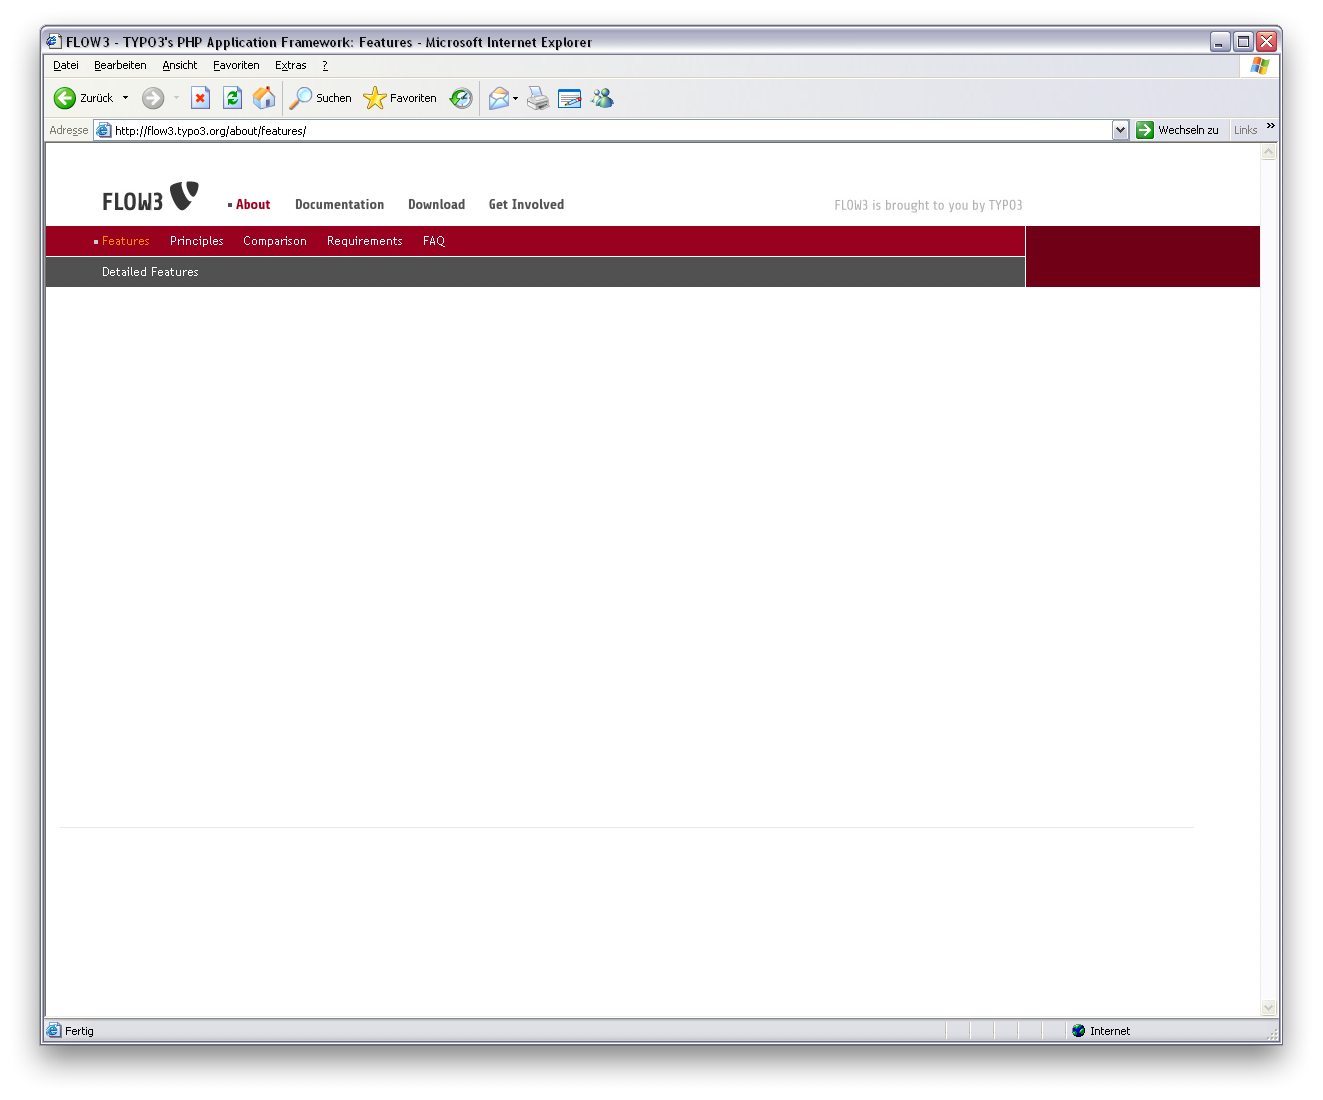 FLOW3 - TYPO3's PHP Application Framework: Features - Microsoft Internet Explorer
Datei Bearbeiten Ansicht Favoriten Extras ?
Zurück Suchen Favoriten
Adresse http://flow3.typo3.org/about/features/ Wechseln zu Links »
FLOW3 About Documentation Download Get Involved FLOW3 is brought to you by TYPO3
Features Principles Comparison Requirements FAQ
Detailed Features
Fertig Internet